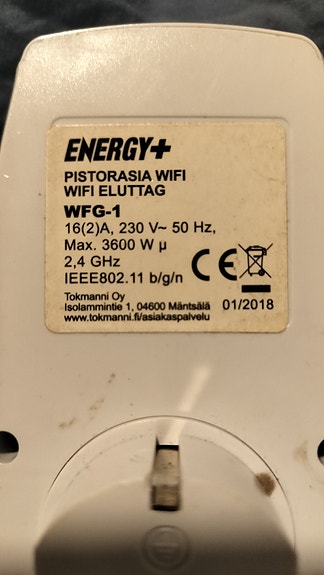 ENERGY+
PISTORASIA WIFI
WIFI ELUTTAG
WFG-1
16(2)A, 230 V~ 50 Hz,
Max. 3600 W µ
2,4 GHz
IEEE802.11 b/g/n
CE
Tokmanni Oy
Isolammintie 1, 04600 Mäntsälä
www.tokmanni.fi/asiakaspalvelu
01/2018